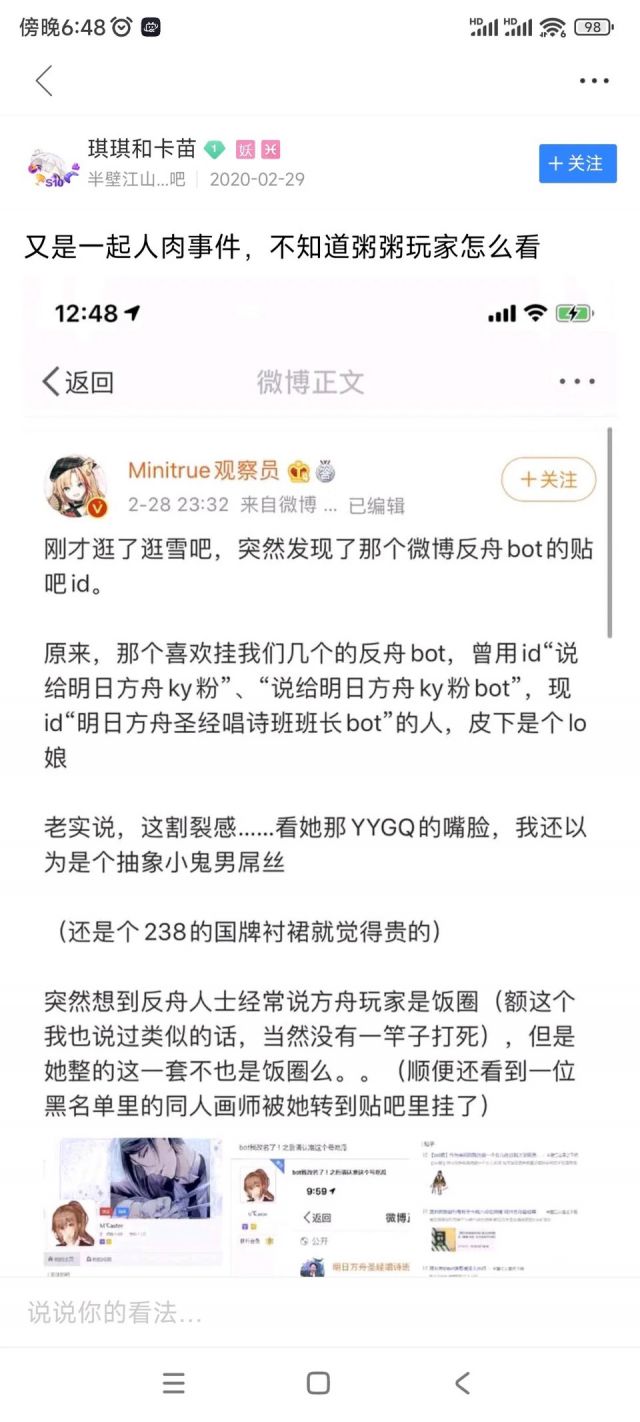 傍晚6:48
HD HD 6 98
琪琪和卡苗 1 妖
S10
半壁江山...吧 2020-02-29
+关注
又是一起人肉事件，不知道粥粥玩家怎么看
12:48
返回 微博正文
Minitrue观察员
2-28 23:32 来自微博 ... 已编辑
+关注
刚才逛了逛雪吧，突然发现了那个微博反舟bot的贴
吧id。
原来，那个喜欢挂我们几个的反舟bot，曾用id“说
给明日方舟ky粉”、“说给明日方舟ky粉bot”，现
id“明日方舟圣经唱诗班班长bot”的人，皮下是个lo
娘
老实说，这割裂感......看她那YYGQ的嘴脸，我还以
为是个抽象小鬼男屌丝
（还是个238的国牌衬裙就觉得贵的）
突然想到反舟人士经常说方舟玩家是饭圈（额这个
我也说过类似的话，当然没有一竿子打死），但是
她整的这一套不也是饭圈么。。（顺便还看到一位
黑名单里的同人画师被她转到贴吧里挂了）
9:59
返回 微博
公开
明日方舟圣经唱诗班
说说你的看法...